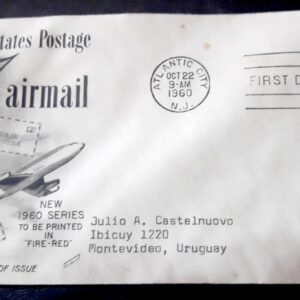 tates Postage
airmail
ATLANTIC CITY
OCT 22
9-AM
1960
N.J.
FIRST D
NEW
1960 SERIES
TO BE PRINTED
IN
"FIRE-RED"
Julio A. Castelnuovo
Ibicuy 1220
Montevideo, Uruguay
OF ISSUE